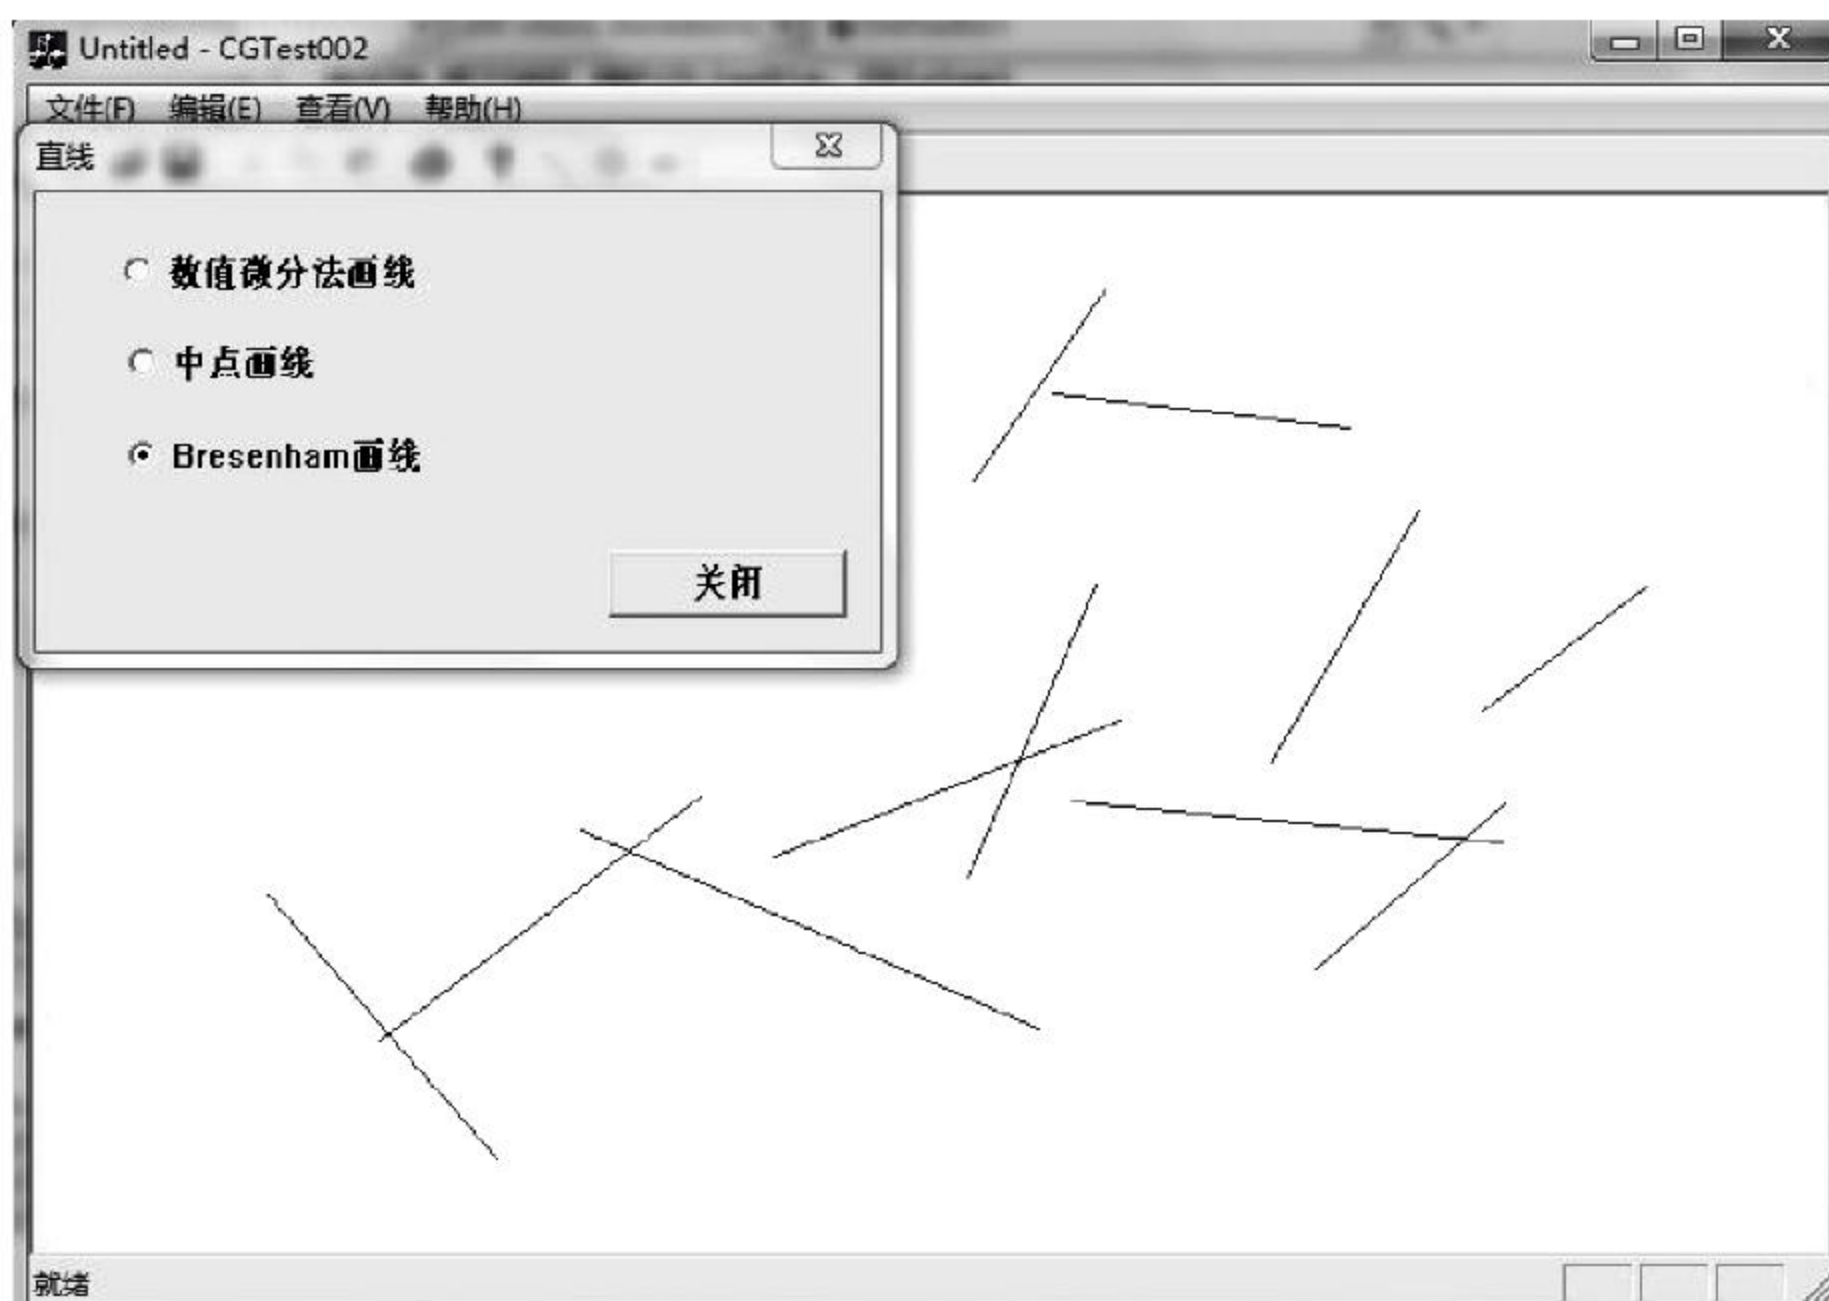 Untitled - CGTest002
文件(F) 编辑(E) 查看(V) 帮助(H)
直线
数值微分法画线
中点画线
Bresenham画线
关闭
就绪